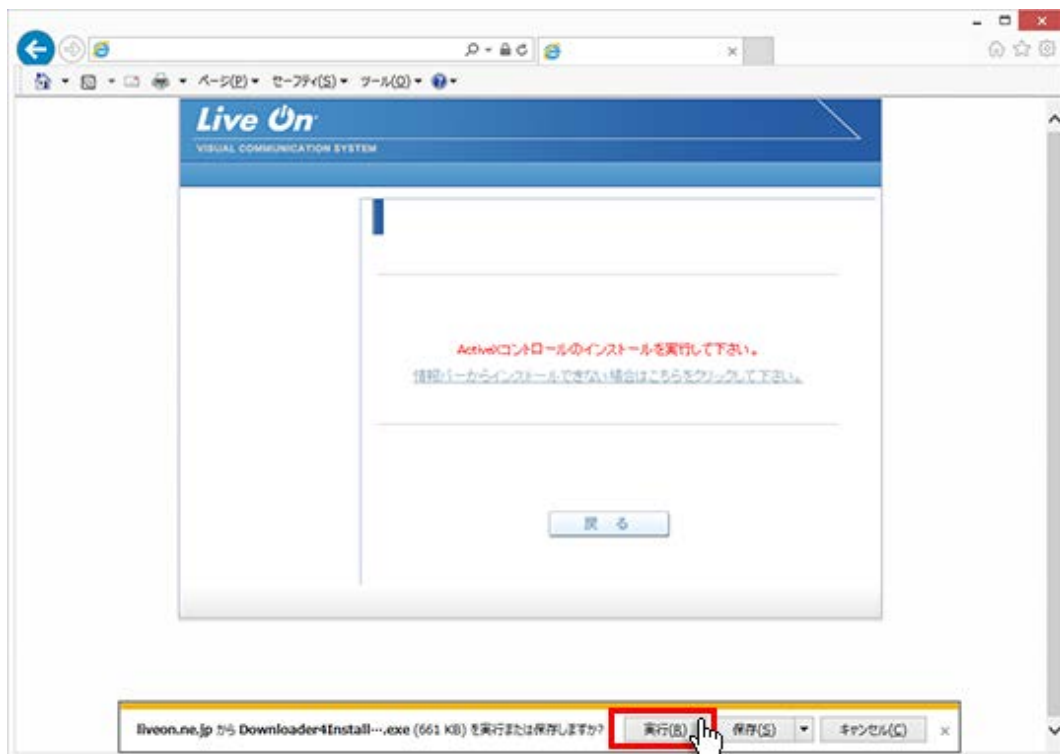 ページ(P) セーフティ(S) ツール(O)
Live On
VISUAL COMMUNICATION SYSTEM
ActiveXコントロールのインストールを実行して下さい。
情報バーからインストールできない場合はこちらをクリックして下さい。
戻 る
liveon.ne.jp から Downloader4Install….exe (661 KB) を実行または保存しますか? 実行(R) 保存(S) キャンセル(C)